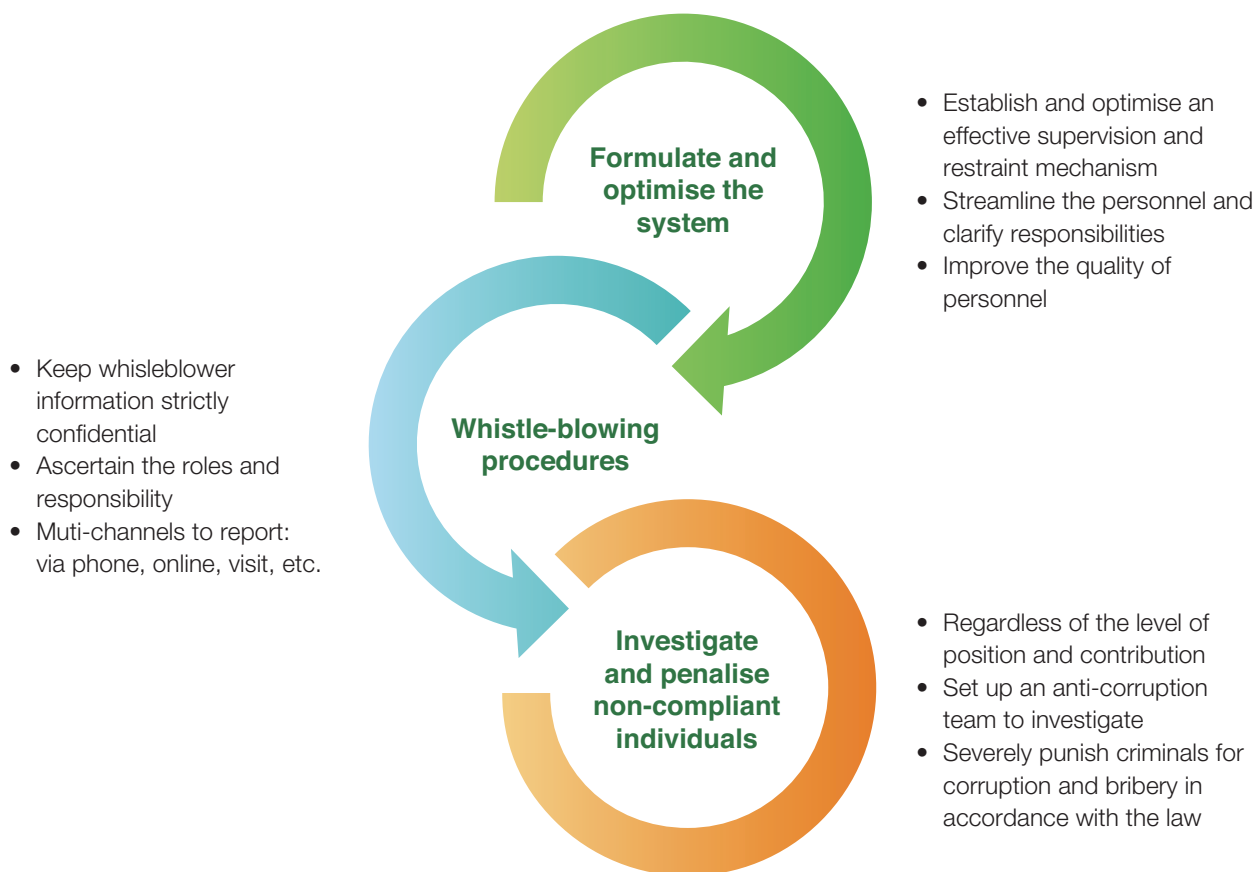 Formulate and
optimise the
system
• Establish and optimise an
effective supervision and
restraint mechanism
• Streamline the personnel and
clarify responsibilities
• Improve the quality of
personnel
Whistle-blowing
procedures
• Keep whisleblower
information strictly
confidential
• Ascertain the roles and
responsibility
• Muti-channels to report:
via phone, online, visit, etc.
Investigate
and penalise
non-compliant
individuals
• Regardless of the level of
position and contribution
• Set up an anti-corruption
team to investigate
• Severely punish criminals for
corruption and bribery in
accordance with the law